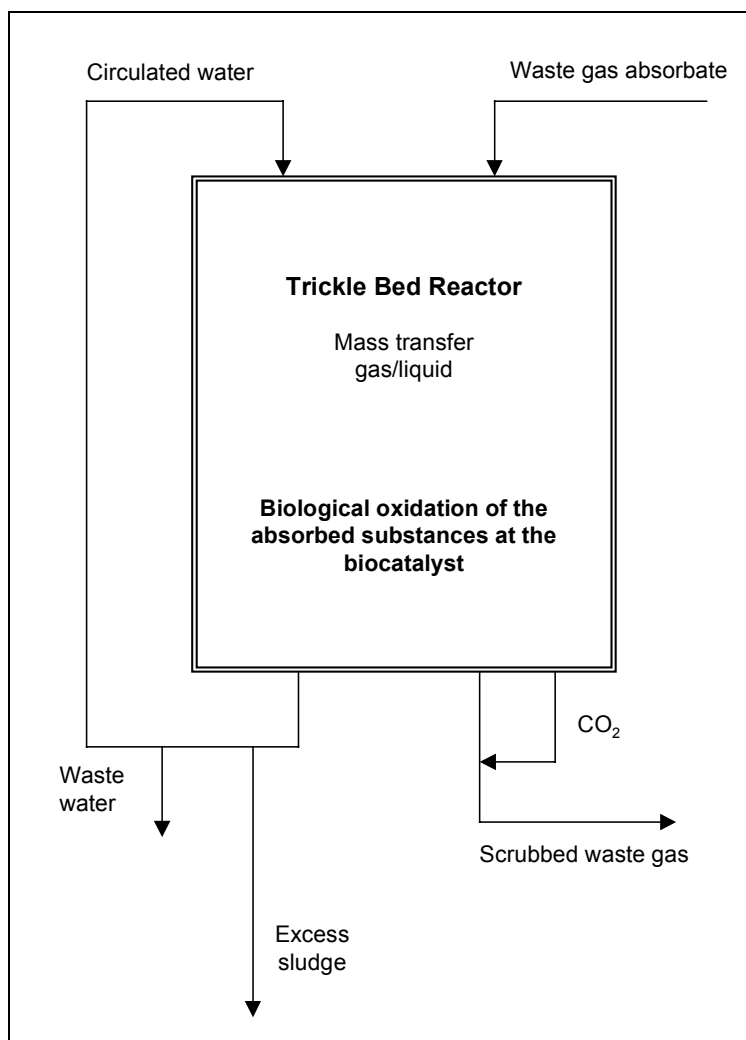 Circulated water
Waste gas absorbate
Trickle Bed Reactor
Mass transfer
gas/liquid
Biological oxidation of the
absorbed substances at the
biocatalyst
CO₂
Waste
water
Scrubbed waste gas
Excess
sludge